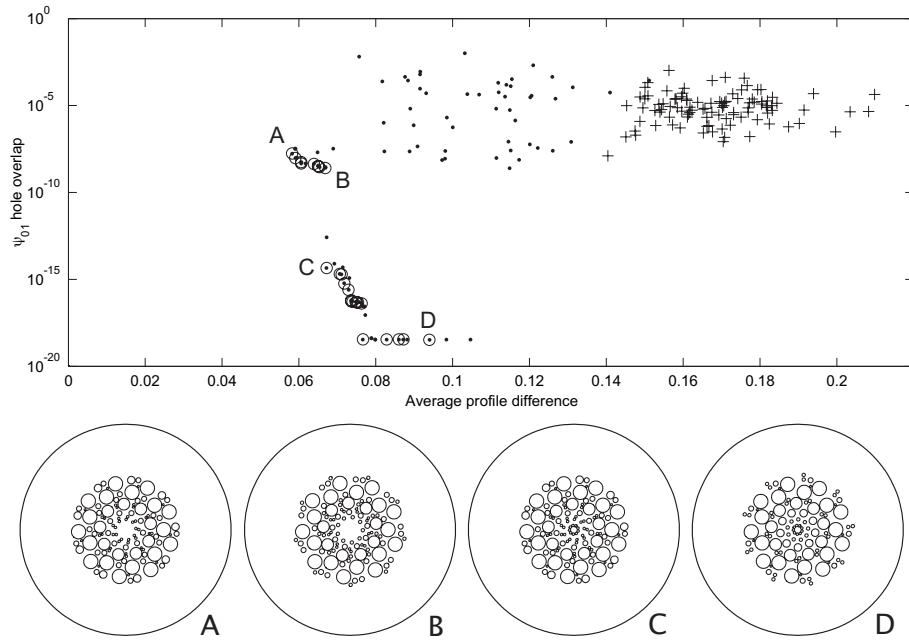 10^0
10^-5
10^-10
10^-15
10^-20
ψ01 hole overlap
A
B
C
D
0 0.02 0.04 0.06 0.08 0.1 0.12 0.14 0.16 0.18 0.2
Average profile difference
A B C D